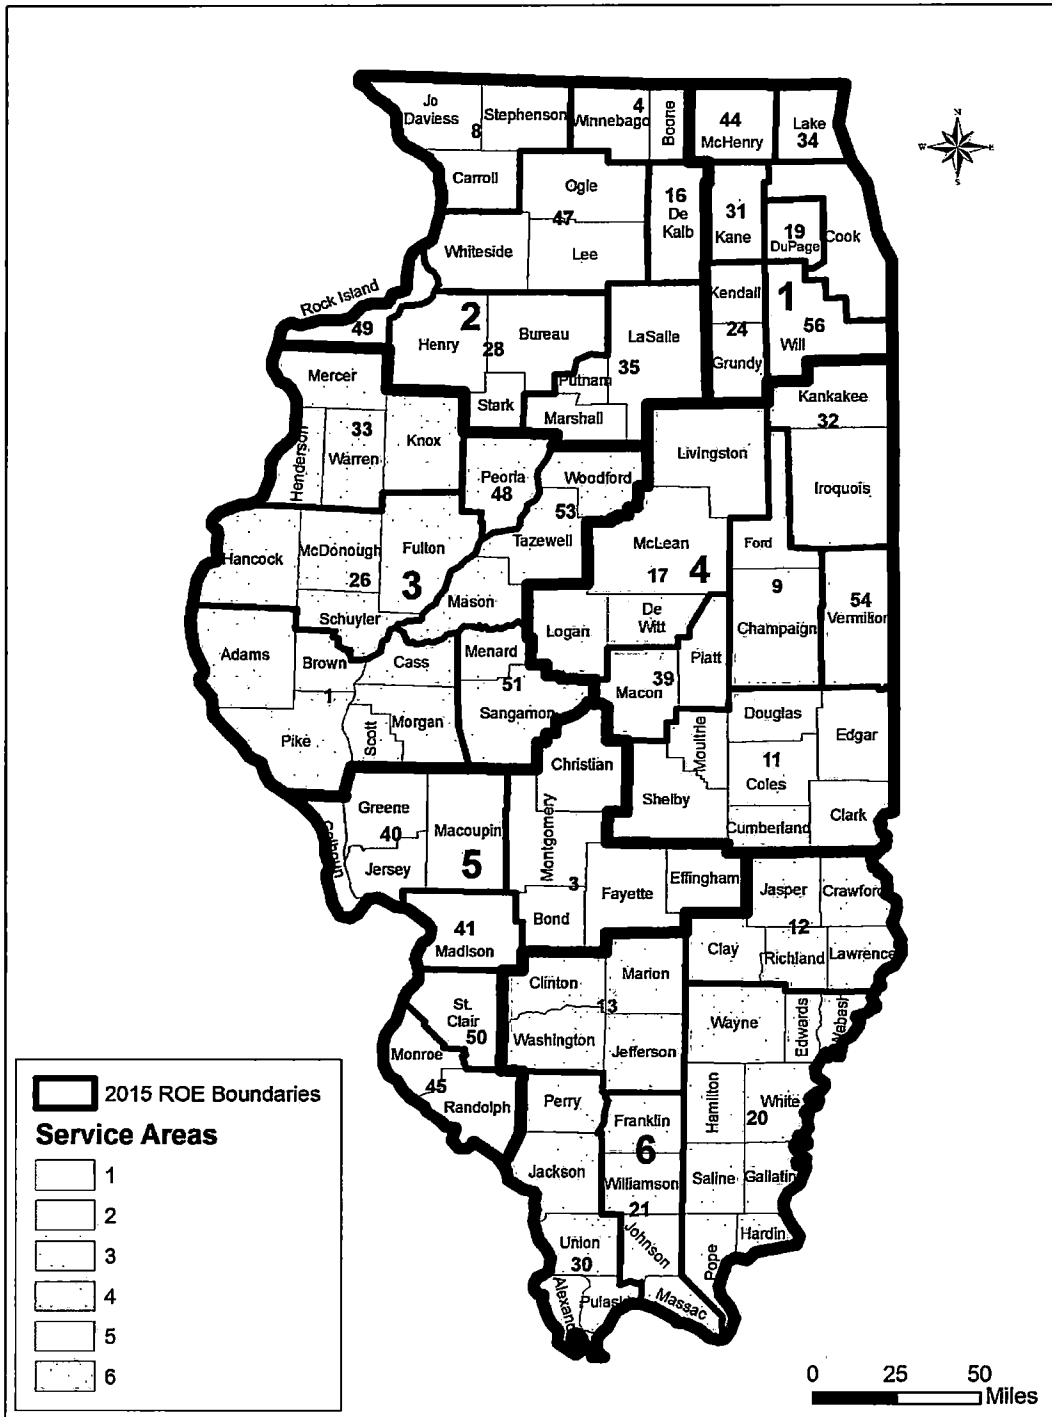 N
W E
S
Jo
Daviess
8
Stephenson
4
Winnebago
Boone
44
McHenry
Lake
34
Carroll
Ogle
47
16
De
Kalb
31
Kane
19
DuPage
Cook
Whiteside
Lee
Rock Island
49
2
Henry
28
Bureau
LaSalle
35
Kendall
24
Grundy
1
56
Will
Mercer
Putnam
Stark
Marshall
Kankakee
32
Henderson
33
Warren
Knox
Peoria
48
Woodford
53
Tazewell
Livingston
Iroquois
Hancock
McDonough
26
Fulton
3
McLean
17
4
Ford
9
Champaign
54
Vermilion
Schuyler
Mason
Logan
De
Witt
Piatt
Adams
Brown
1
Cass
Menard
51
Sangamon
39
Macon
Pike
Scott
Morgan
Christian
Moultrie
Shelby
Douglas
11
Coles
Edgar
Cumberland
Clark
Calhoun
Greene
40
Jersey
Macoupin
5
Montgomery
3
Fayette
Effingham
Bond
Jasper
Crawford
12
Richland
Lawrence
Clay
41
Madison
Clinton
13
Marion
Washington
Jefferson
St.
Clair
50
Monroe
45
Randolph
Wayne
Edwards
Wabash
Perry
Franklin
6
Hamilton
White
20
Jackson
Williamson
21
Saline
Gallatin
Union
30
Johnson
Pope
Hardin
Alexand
Pulaski
Massac
2015 ROE Boundaries
Service Areas
1
2
3
4
5
6
0 25 50
Miles